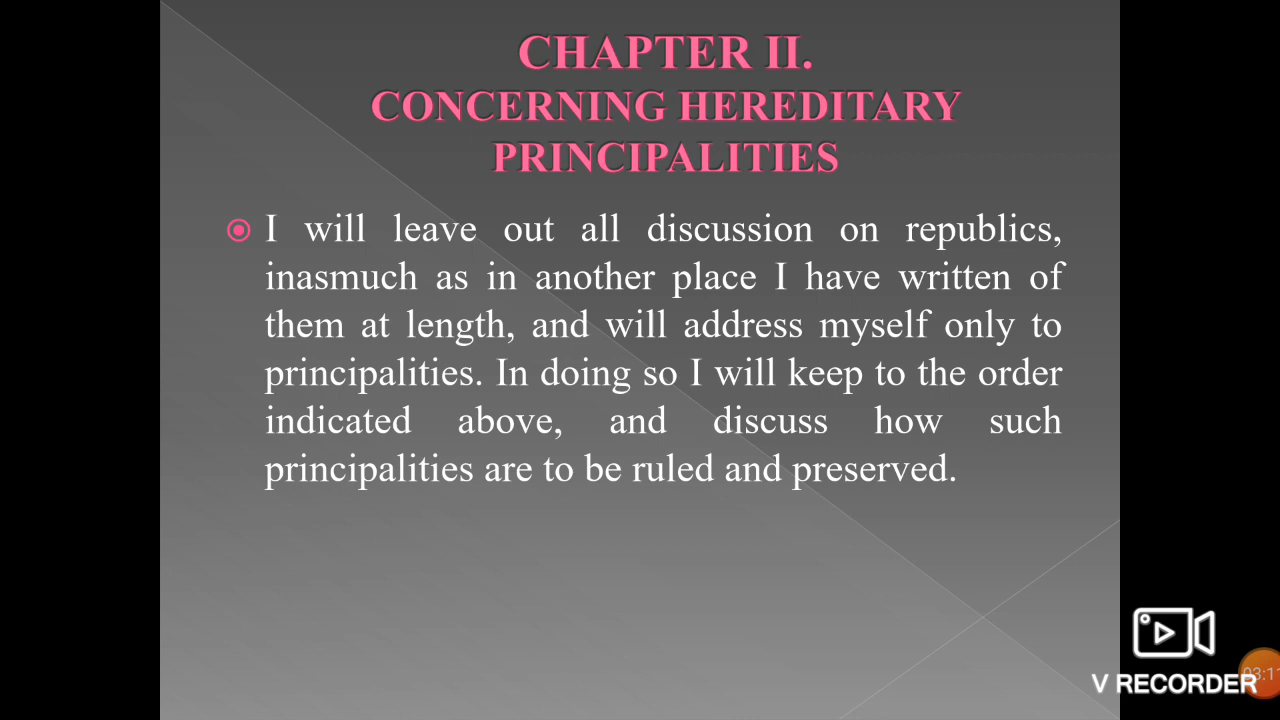 CHAPTER II.
CONCERNING HEREDITARY
PRINCIPALITIES
I will leave out all discussion on republics,
inasmuch as in another place I have written of
them at length, and will address myself only to
principalities. In doing so I will keep to the order
indicated above, and discuss how such
principalities are to be ruled and preserved.
V RECORDER